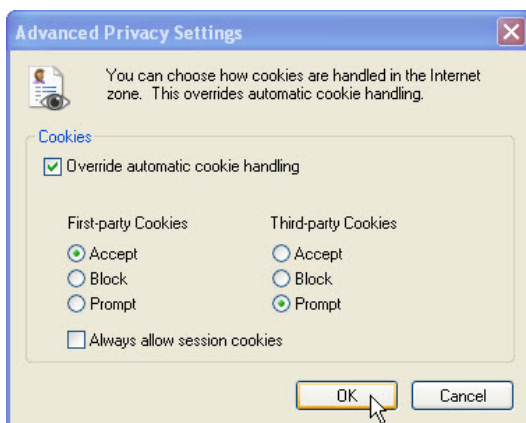 Advanced Privacy Settings
You can choose how cookies are handled in the Internet
zone. This overrides automatic cookie handling.
Cookies
Override automatic cookie handling
First-party Cookies Third-party Cookies
Accept Accept
Block Block
Prompt Prompt
Always allow session cookies
OK Cancel